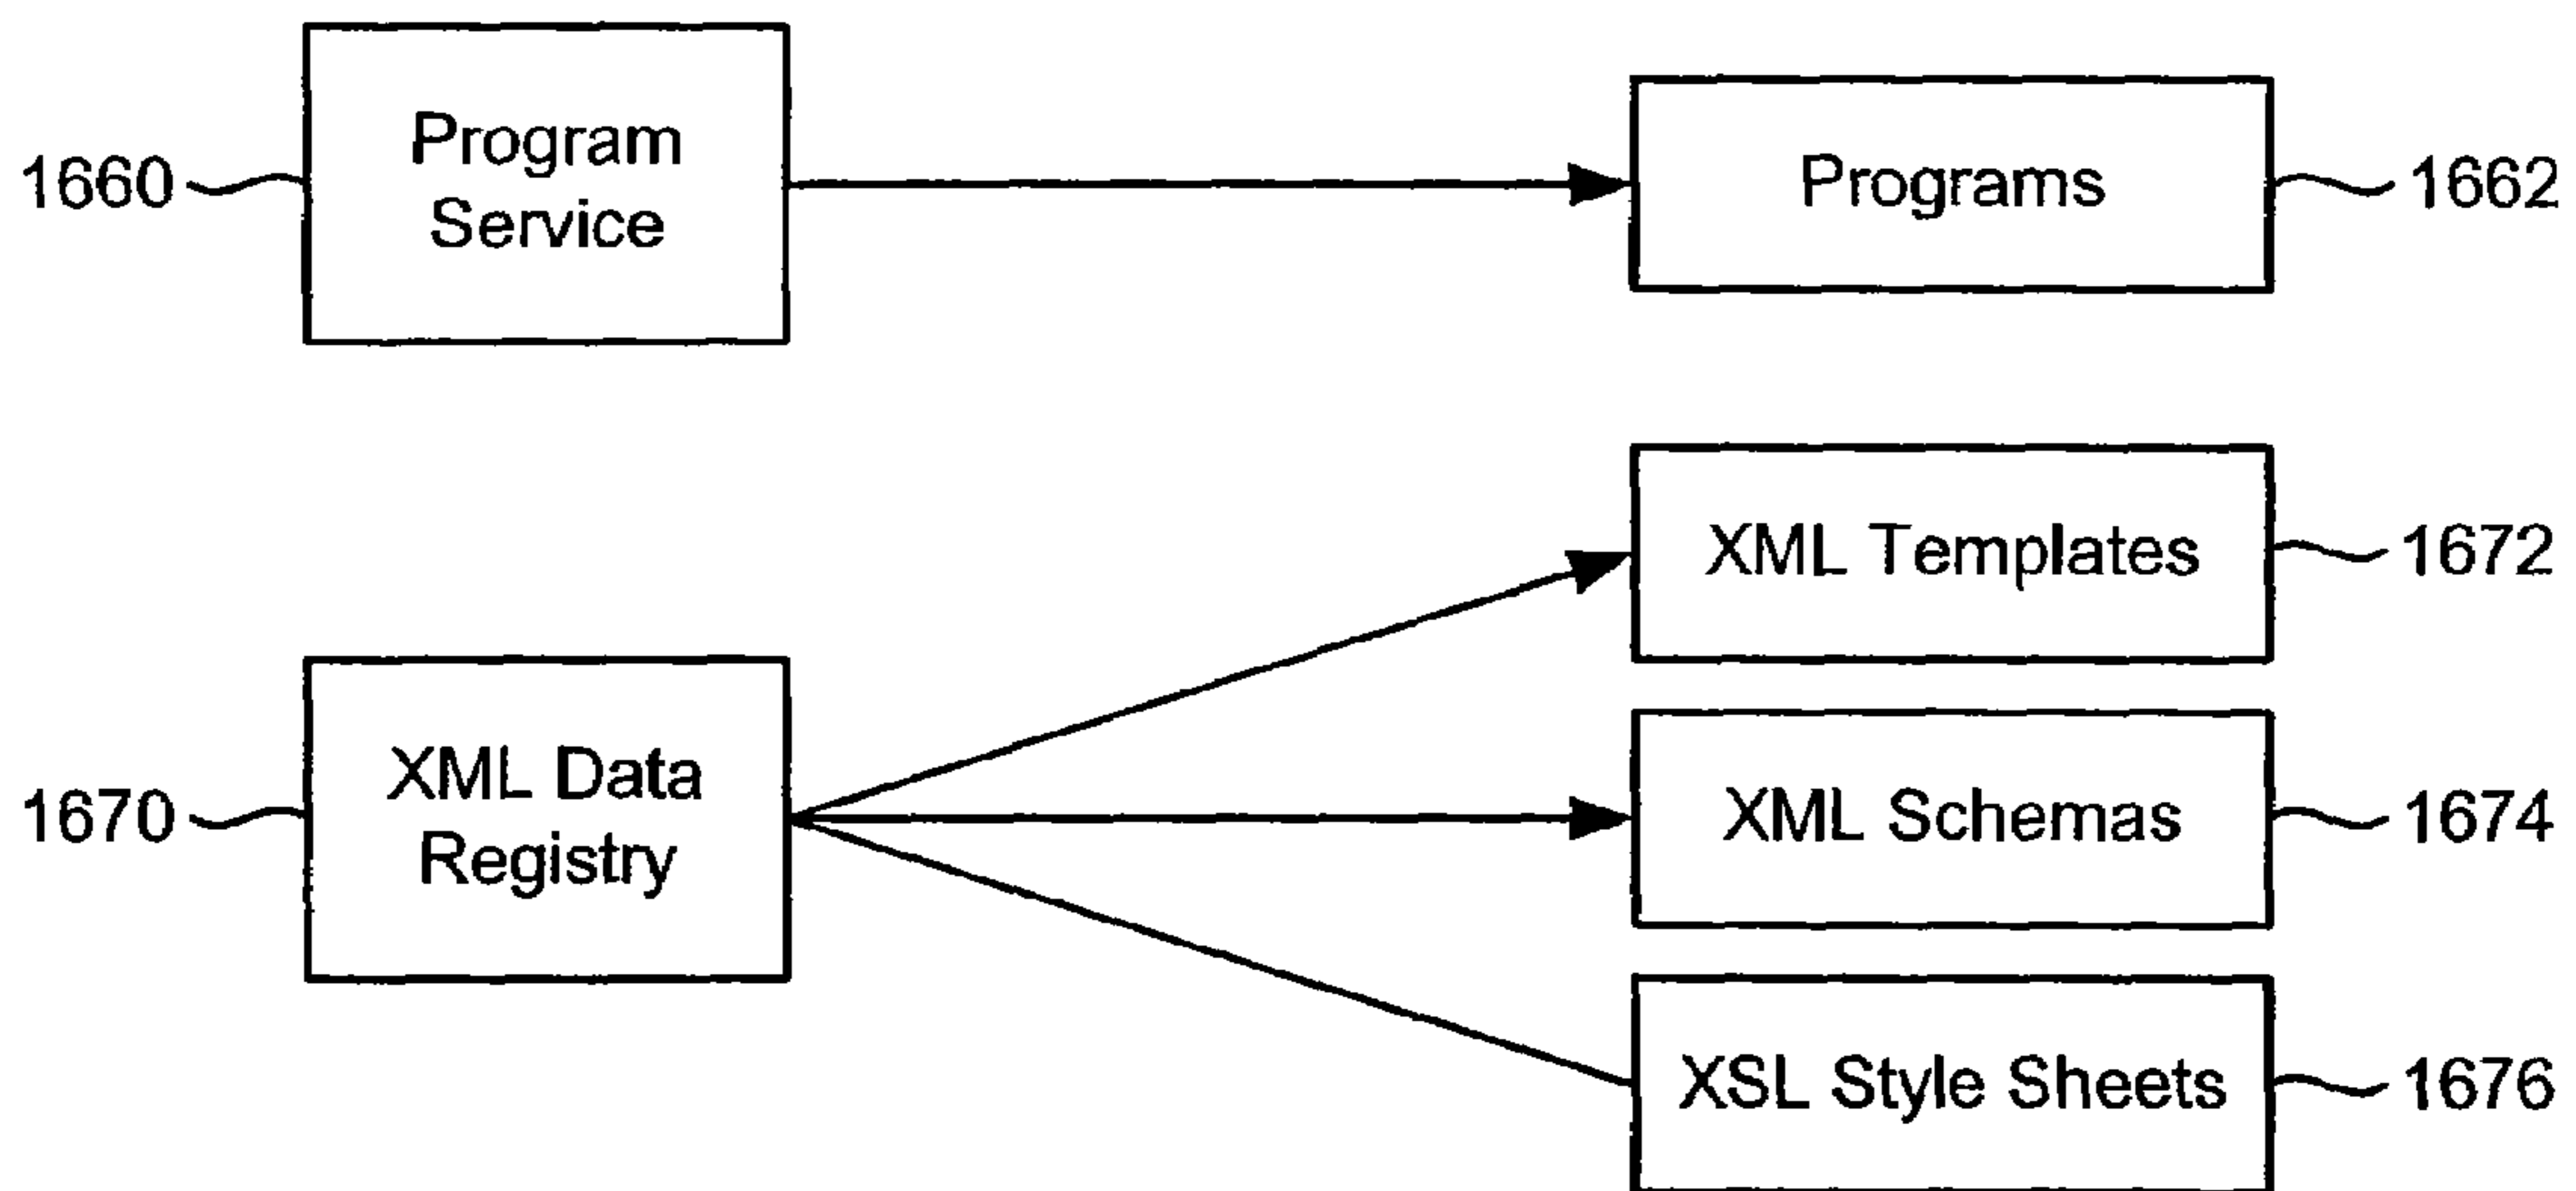 1660
Program
Service
Programs
1662
XML Templates
1672
1670
XML Data
Registry
XML Schemas
1674
XSL Style Sheets
1676